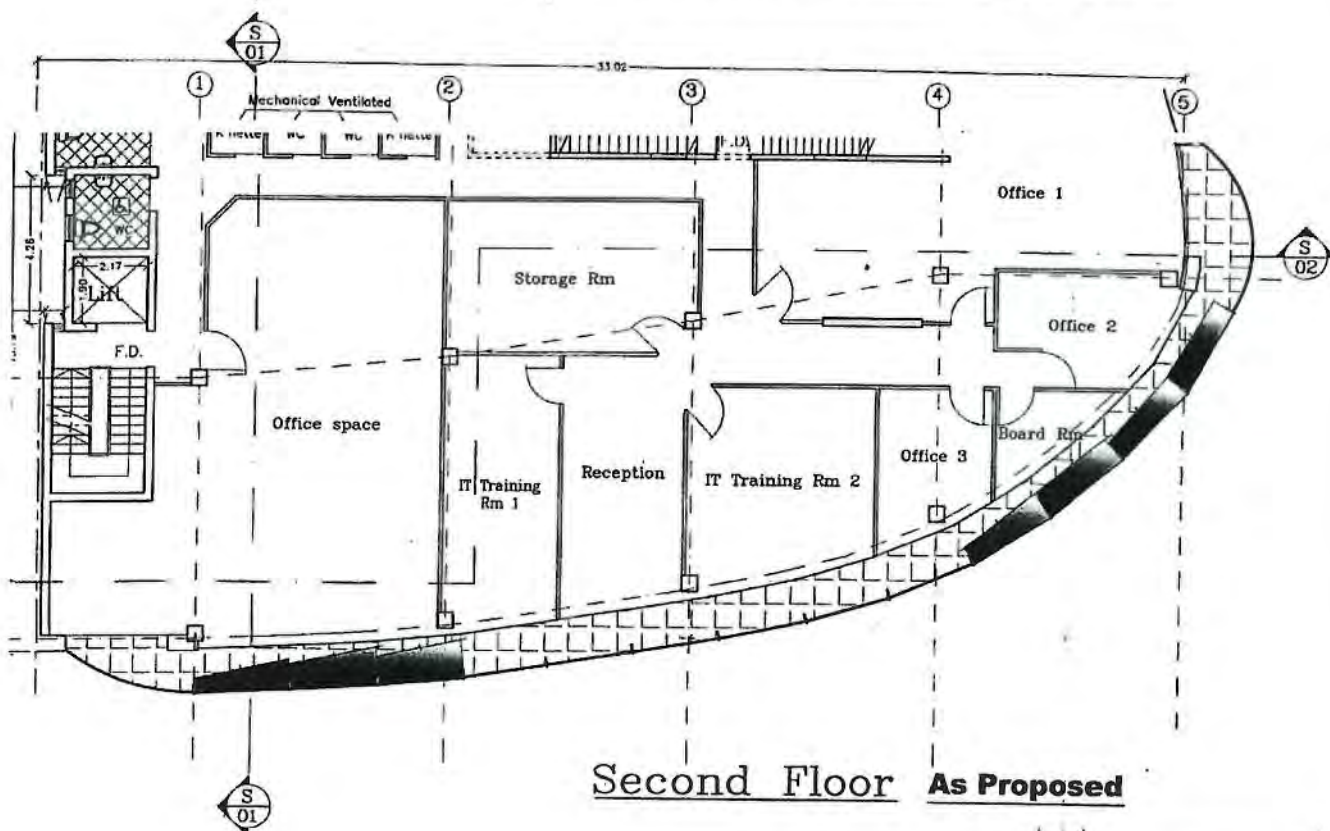 S
01
33.02
1
2
3
4
5
Mechanical Ventilated
WC
WC
F.D.
Office 1
4.26
WC
S
02
2.17
1.90
Lift
Storage Rm
Office 2
F.D.
Office space
Board Rm
Office 3
Reception
IT Training
Rm 1
IT Training Rm 2
Second Floor As Proposed
S
01